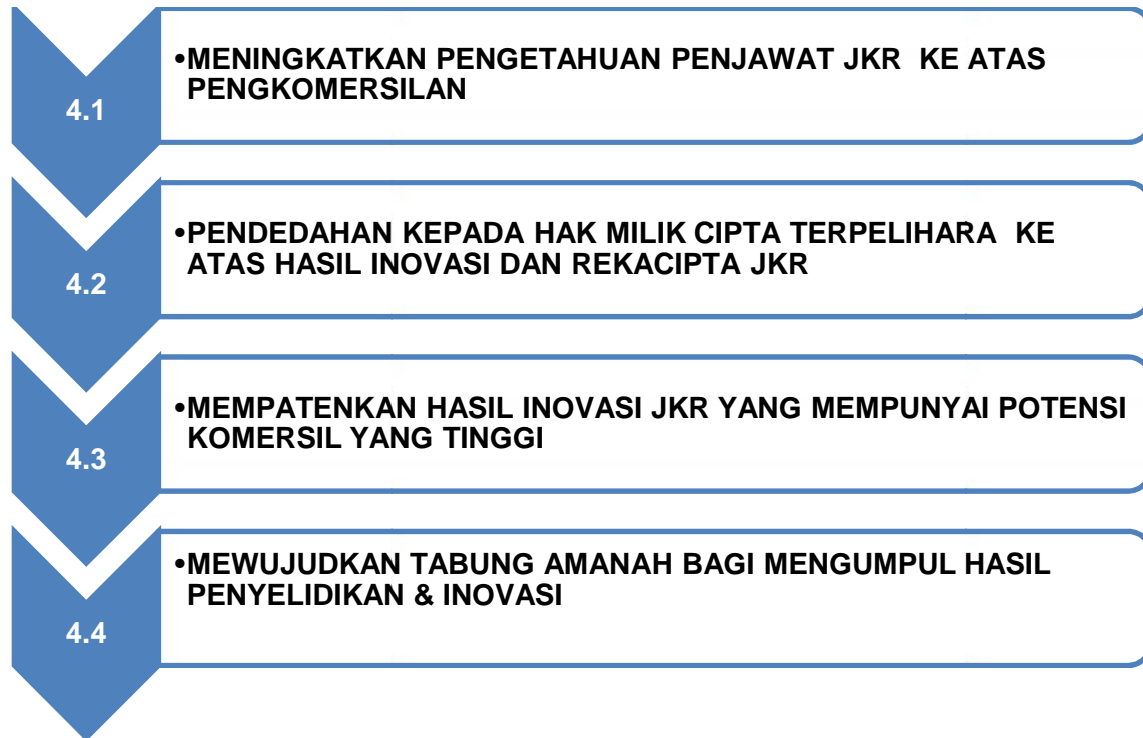 4.1
•MENINGKATKAN PENGETAHUAN PENJAWAT JKR KE ATAS
PENGKOMERSILAN
4.2
•PENDEDAHAN KEPADA HAK MILIK CIPTA TERPELIHARA KE
ATAS HASIL INOVASI DAN REKACIPTA JKR
4.3
•MEMPATENKAN HASIL INOVASI JKR YANG MEMPUNYAI POTENSI
KOMERSIL YANG TINGGI
4.4
•MEWUJUDKAN TABUNG AMANAH BAGI MENGUMPUL HASIL
PENYELIDIKAN & INOVASI